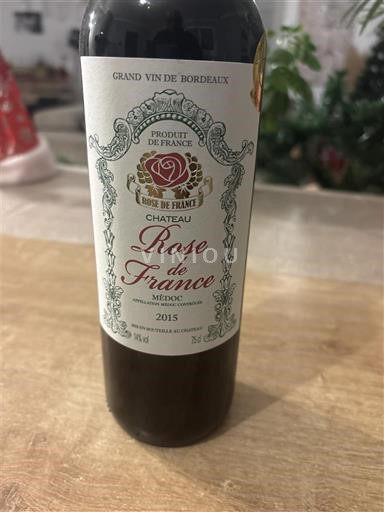 GRAND VIN DE BORDEAUX
PRODUIT
DE FRANCE
ROSE DE FRANCE
CHATEAU
Rose
de
France
VINIOU
MÉDOC
APPELLATION MÉDOC CONTRÔLÉE
2015
MIS EN BOUTEILLE AU CHATEAU
14% vol
75 cl